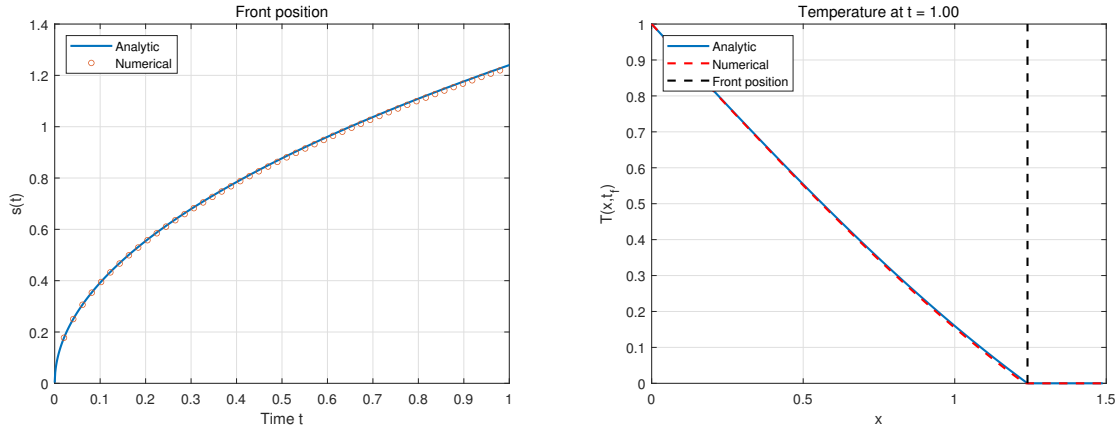 Front position
Analytic
Numerical
1.4
1.2
1
0.8
0.6
0.4
0.2
0
s(t)
0 0.1 0.2 0.3 0.4 0.5 0.6 0.7 0.8 0.9 1
Time t
Temperature at t = 1.00
Analytic
Numerical
Front position
1
0.9
0.8
0.7
0.6
0.5
0.4
0.3
0.2
0.1
0
T(x,t_f)
0 0.5 1 1.5
x